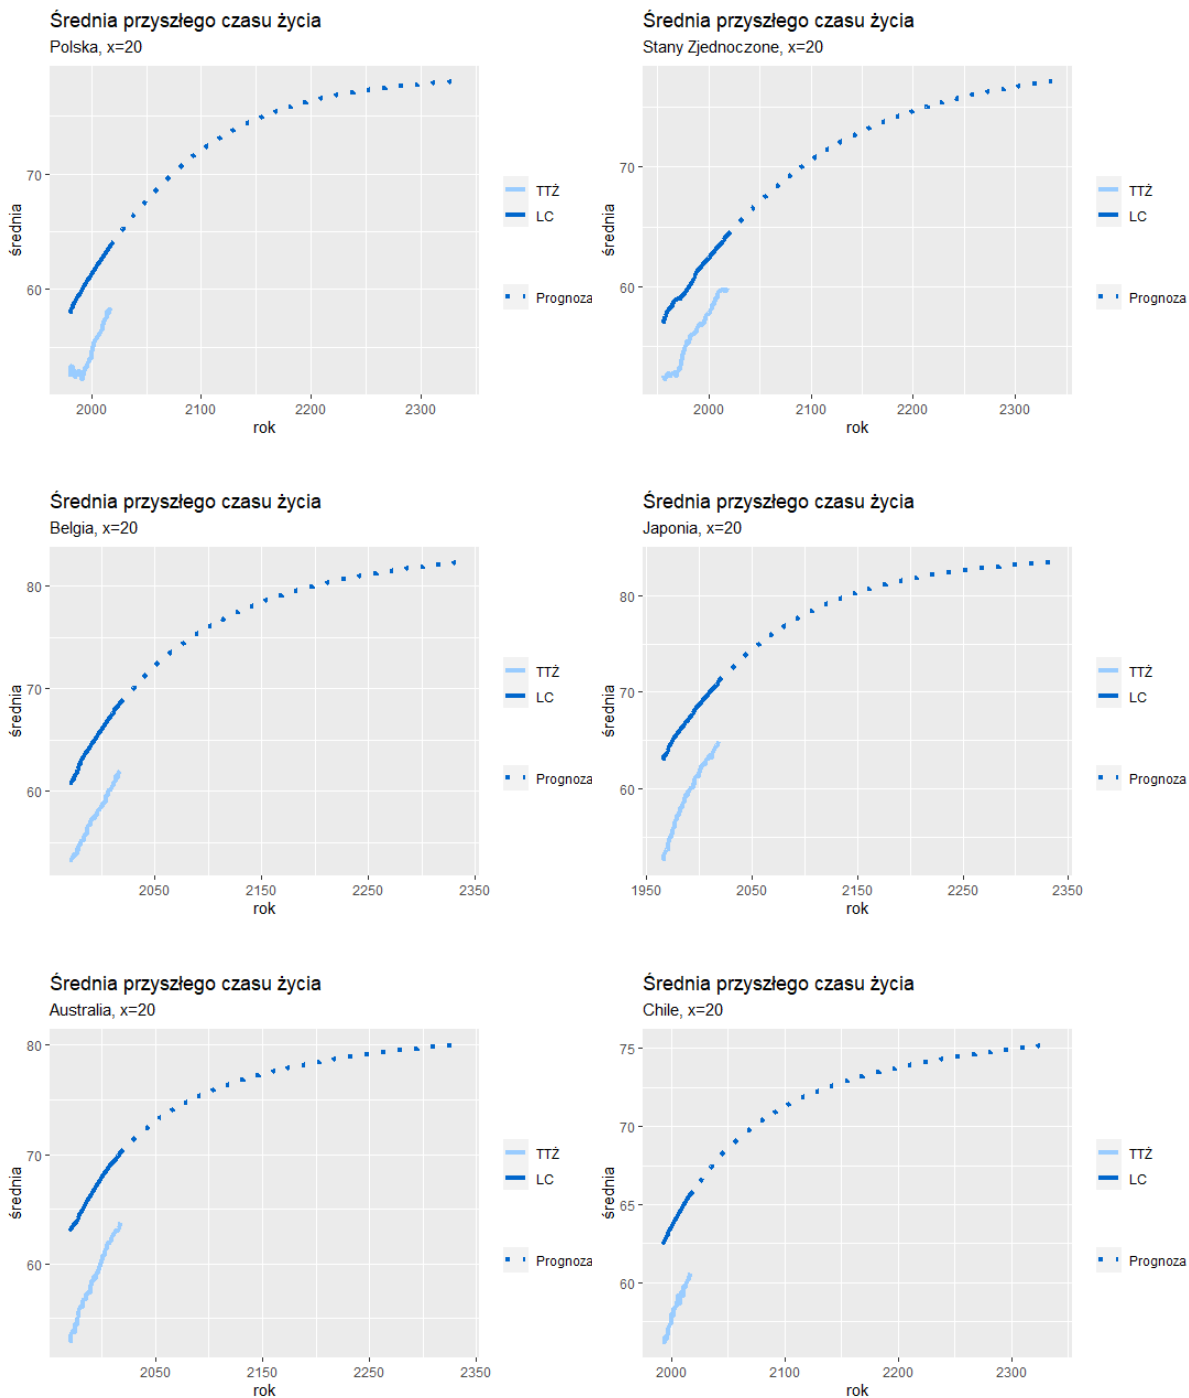 Średnia przyszłego czasu życia
Polska, x=20
średnia
70
60
2000 2100 2200 2300
rok
TTŻ
LC
Prognoza
Średnia przyszłego czasu życia
Stany Zjednoczone, x=20
średnia
70
60
2000 2100 2200 2300
rok
TTŻ
LC
Prognoza
Średnia przyszłego czasu życia
Belgia, x=20
średnia
80
70
60
2050 2150 2250 2350
rok
TTŻ
LC
Prognoza
Średnia przyszłego czasu życia
Japonia, x=20
średnia
80
70
60
1950 2050 2150 2250 2350
rok
TTŻ
LC
Prognoza
Średnia przyszłego czasu życia
Australia, x=20
średnia
80
70
60
2050 2150 2250 2350
rok
TTŻ
LC
Prognoza
Średnia przyszłego czasu życia
Chile, x=20
średnia
75
70
65
60
2000 2100 2200 2300
rok
TTŻ
LC
Prognoza